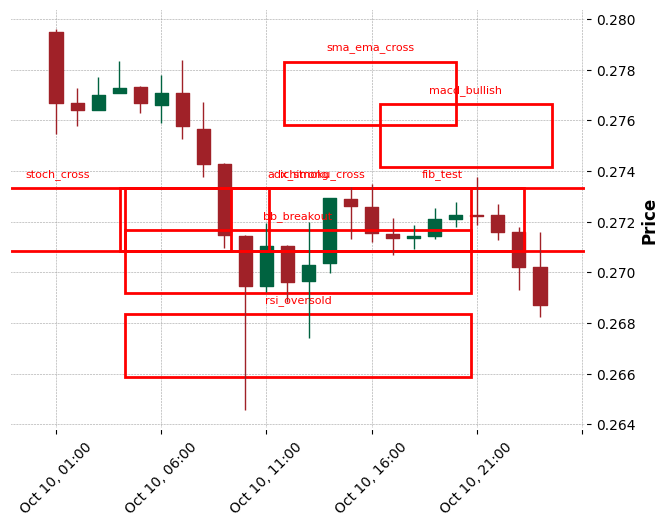 0.280
sma_ema_cross
0.278
macd_bullish
0.276
0.274
stoch_cross
ichimoku_cross
fib_test
0.272
bb_breakout
0.270
rsi_oversold
0.268
0.266
0.264
Price
Oct 10, 01:00
Oct 10, 06:00
Oct 10, 11:00
Oct 10, 16:00
Oct 10, 21:00